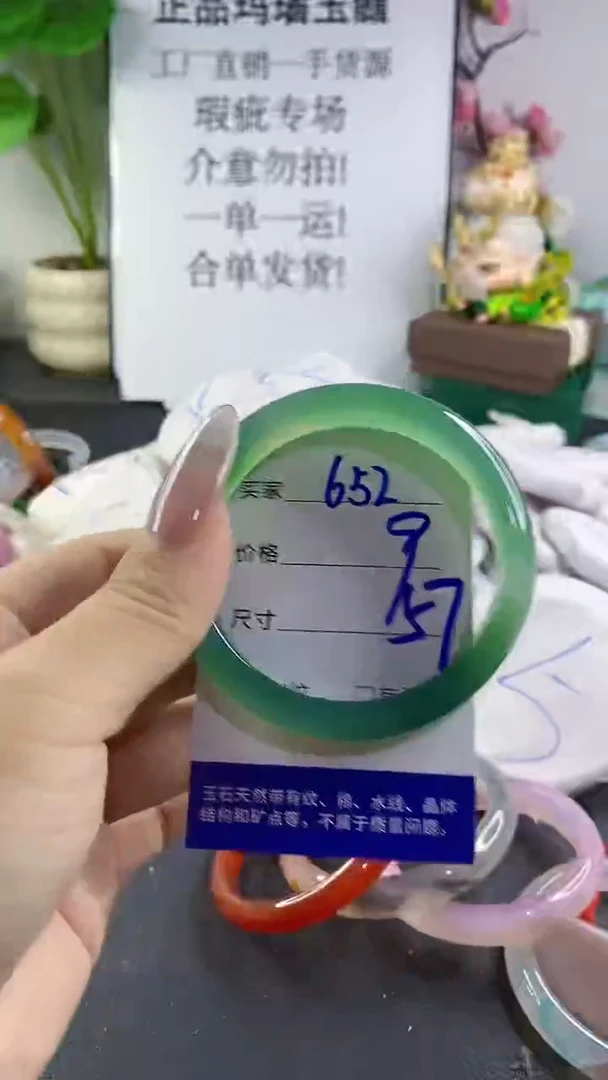 正品玛瑙玉镯
工厂直销一手货源
瑕疵专场
介意勿拍!
一单一运!
合单发货!
买家 652
价格 9
尺寸 57
玉石天然带有纹、棉、水线、晶体
结构和矿点等，不属于质量问题。